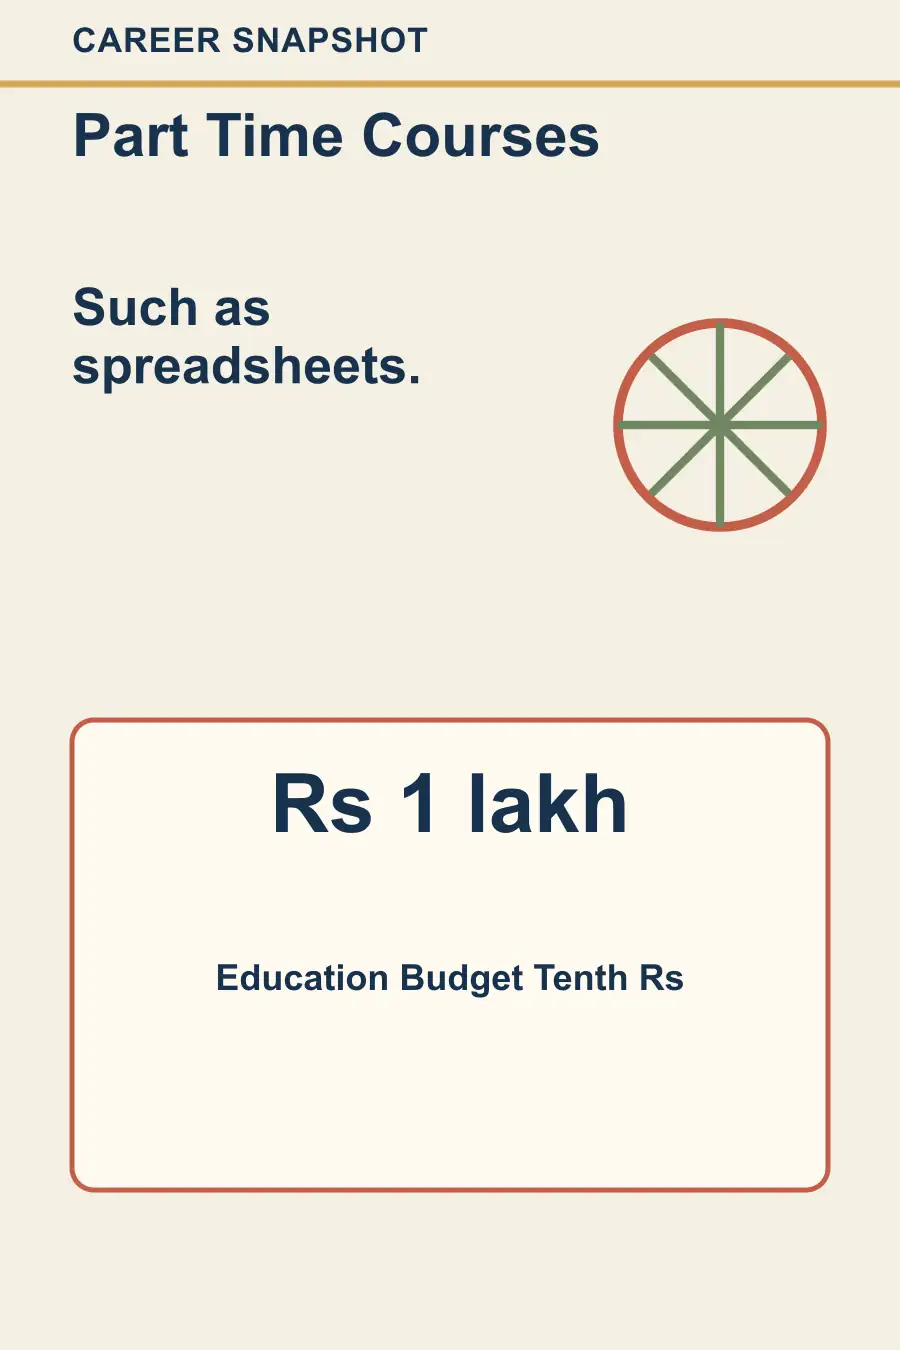 CAREER SNAPSHOT
Part Time Courses
Such as
spreadsheets.
Rs 1 lakh
Education Budget Tenth Rs